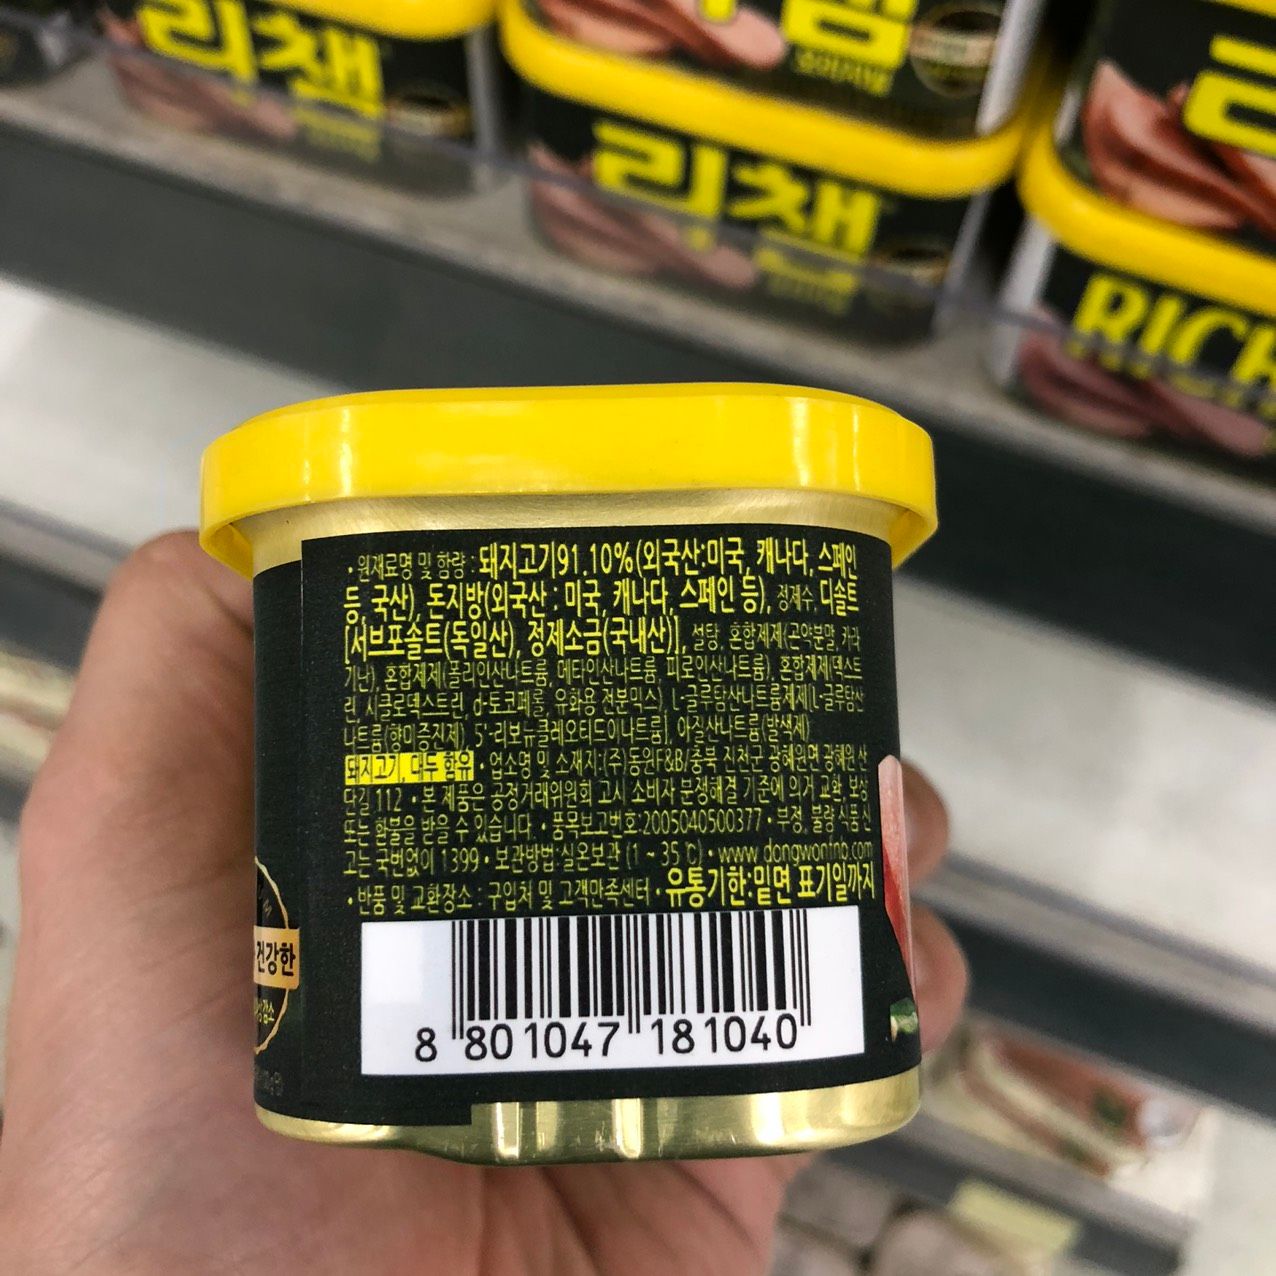 리챔
챔
오리지널
리챔
RICH
·원재료명 및 함량 : 돼지고기91.10%(외국산:미국, 캐나다, 스페인
등, 국산), 돈지방(외국산 : 미국, 캐나다, 스페인 등), 정제수, 디솔트
[서브포솔트(독일산), 정제소금(국내산)], 설탕, 혼합제제(곤약분말, 카라
기난), 혼합제제(폴리인산나트륨, 메타인산나트륨, 피로인산나트륨), 혼합제제(덱스트
린, 시클로덱스트린, α-토코페롤, 유화용 전분믹스), L-글루탐산나트륨제제[L-글루탐산
나트륨(향미증진제), 5'-리보뉴클레오티드이나트륨], 아질산나트륨(발색제)
돼지고기, 대두 함유 · 업소명 및 소재지:(주)동원F&B/충북 진천군 광혜원면 광혜원산
단길 112 · 본 제품은 공정거래위원회 고시 소비자 분쟁해결 기준에 의거 교환, 보상
또는 환불을 받을 수 있습니다. · 품목보고번호:2005040500377 · 부정, 불량식품신
고는 국번없이 1399 · 보관방법:실온보관 (1 ~ 35℃) · www.dongwonfnb.com
· 반품 및 교환장소 : 구입처 및 고객만족센터 · 유통기한:밑면 표기일까지
건강한
8 801047 181040